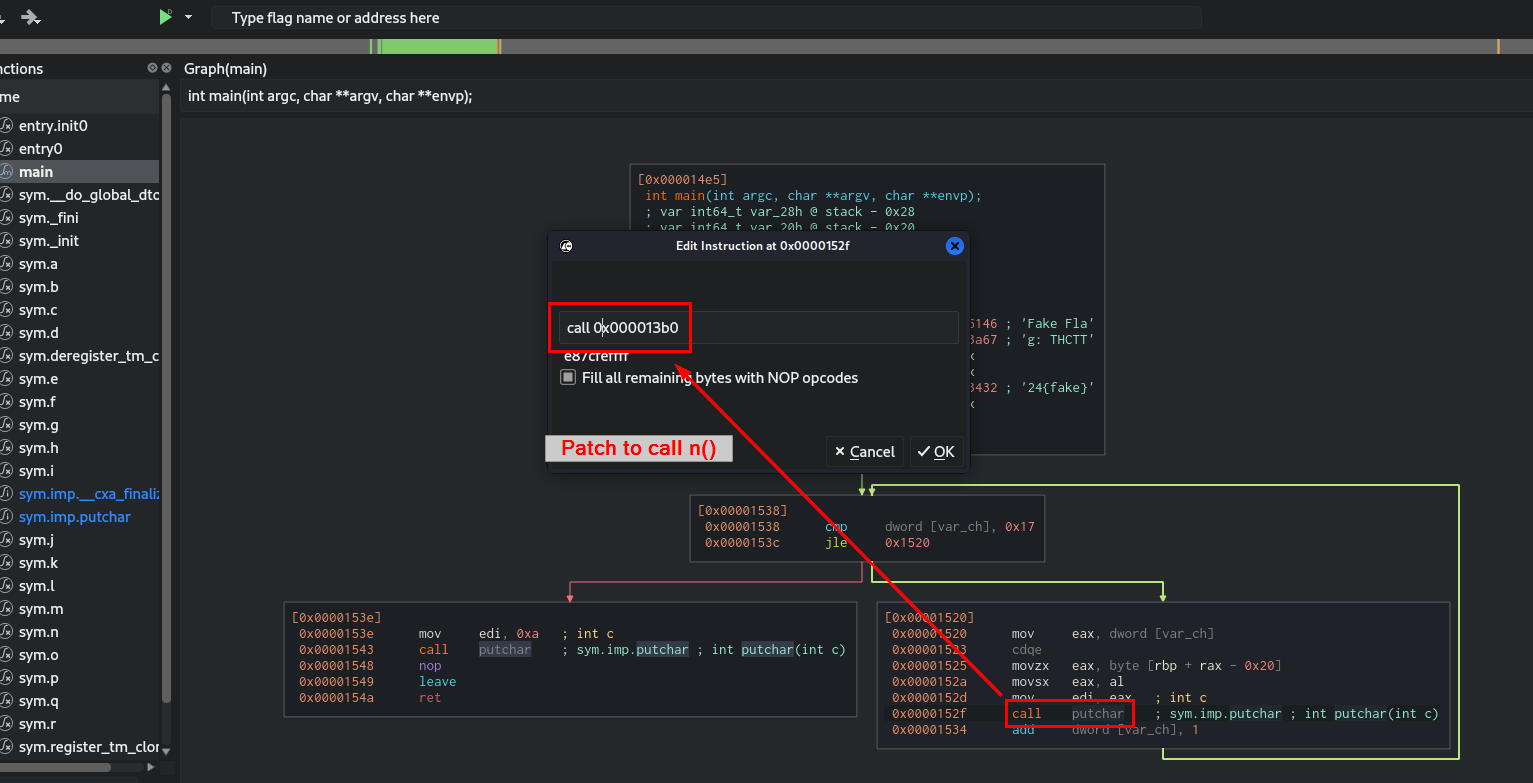 Type flag name or address here
nctions
Graph(main)
me
int main(int argc, char **argv, char **envp);
entry.init0
entry0
main
sym.__do_global_dto
sym._fini
sym._init
sym.a
sym.b
sym.c
sym.d
sym.deregister_tm_c
sym.e
sym.f
sym.g
sym.h
sym.i
sym.imp.__cxa_finaliz
sym.imp.putchar
sym.j
sym.k
sym.l
sym.m
sym.n
sym.o
sym.p
sym.q
sym.r
sym.register_tm_clor
[0x000014e5]
int main(int argc, char **argv, char **envp);
; var int64_t var_28h @ stack - 0x28
; var int64_t var_20h @ stack - 0x20
Edit Instruction at 0x0000152f
call 0x000013b0
e87cfeffff
Fill all remaining bytes with NOP opcodes
Patch to call n()
Cancel
OK
6146 ; 'Fake Fla'
3a67 ; 'g: THCTT'
x
x
3432 ; '24{fake}'
x
[0x00001538]
0x00001538 cmp dword [var_ch], 0x17
0x0000153c jle 0x1520
[0x0000153e]
0x0000153e mov edi, 0xa ; int c
0x00001543 call putchar ; sym.imp.putchar ; int putchar(int c)
0x00001548 nop
0x00001549 leave
0x0000154a ret
[0x00001520]
0x00001520 mov eax, dword [var_ch]
0x00001523 cdqe
0x00001525 movzx eax, byte [rbp + rax - 0x20]
0x0000152a movsx eax, al
0x0000152d mov edi, eax ; int c
0x0000152f call putchar ; sym.imp.putchar ; int putchar(int c)
0x00001534 add dword [var_ch], 1